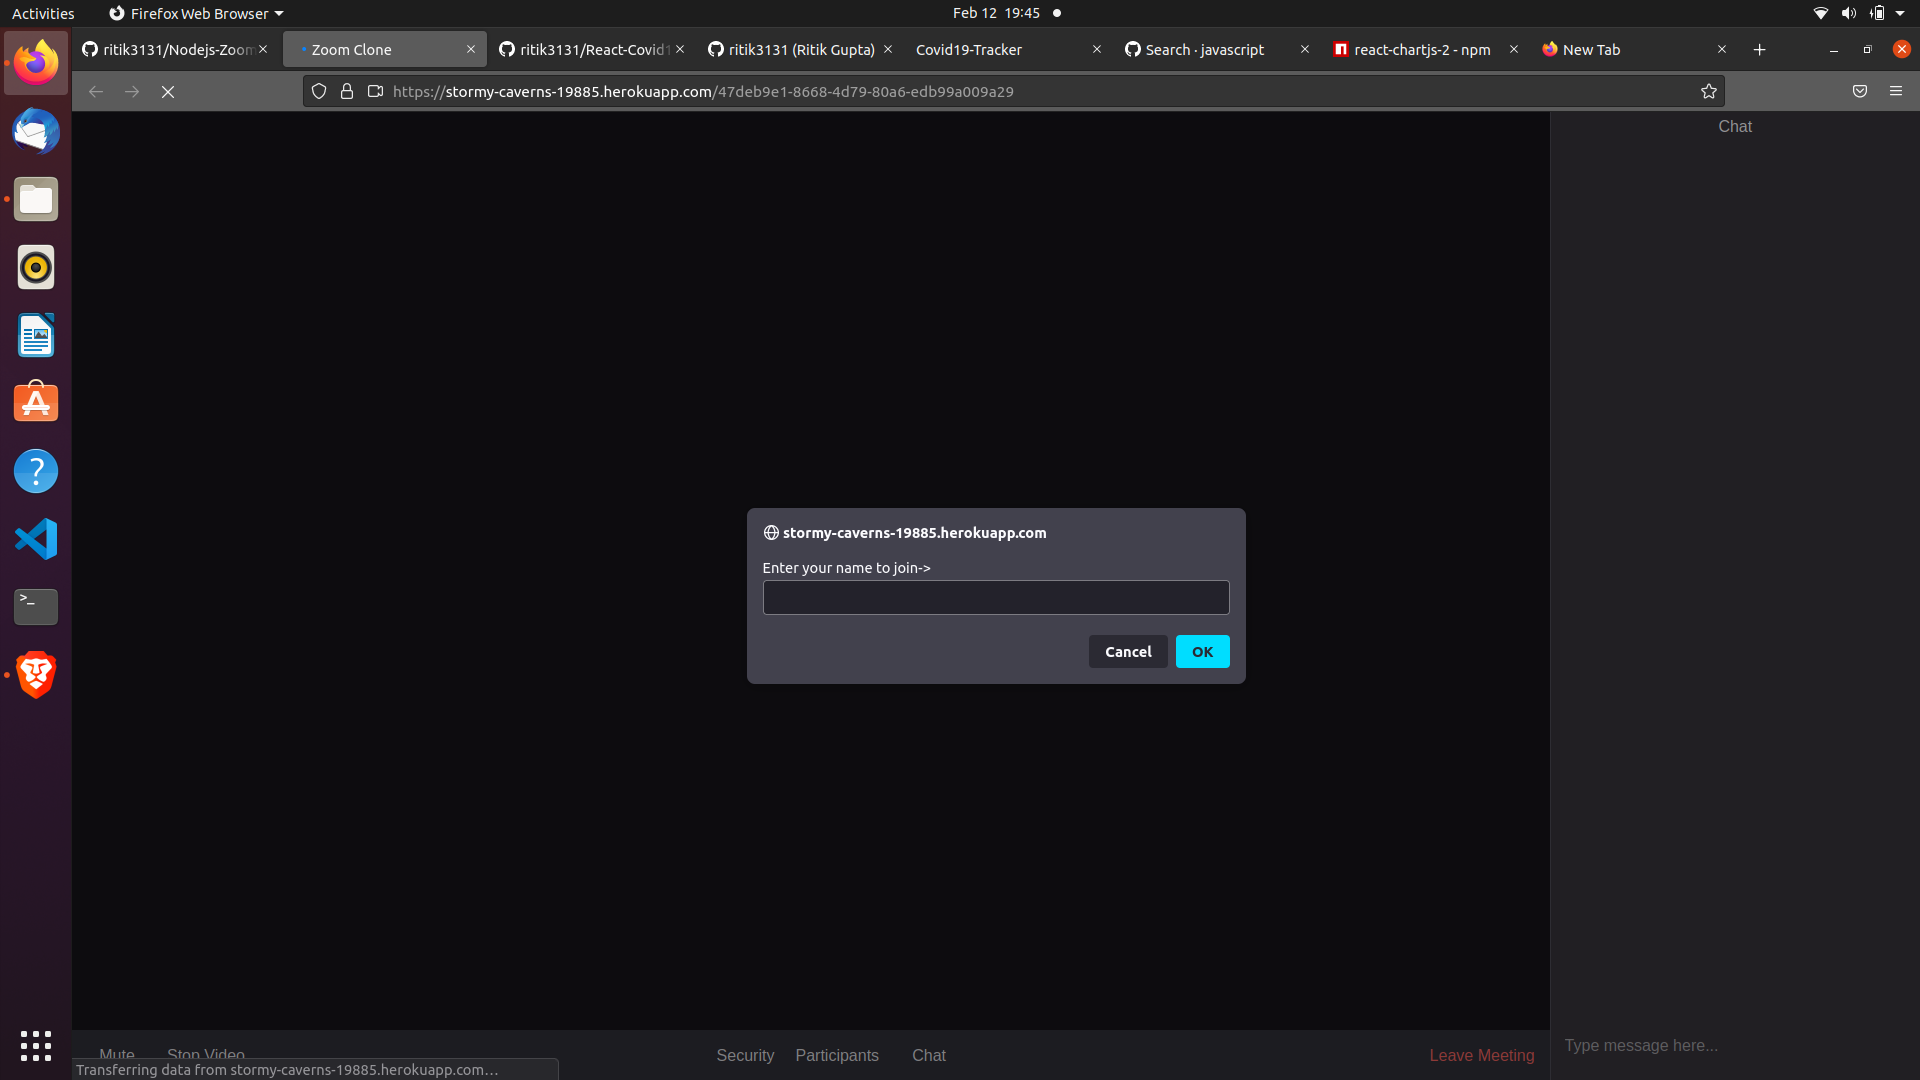 Activities
Firefox Web Browser
Feb 12 19:45
ritik3131/Nodejs-Zoom
Zoom Clone
ritik3131/React-Covid1
ritik3131 (Ritik Gupta)
Covid19-Tracker
Search · javascript
react-chartjs-2 - npm
New Tab
https://stormy-caverns-19885.herokuapp.com/47deb9e1-8668-4d79-80a6-edb99a009a29
Chat
stormy-caverns-19885.herokuapp.com
Enter your name to join->
Cancel
OK
Mute
Stop Video
Security
Participants
Chat
Leave Meeting
Type message here...
Transferring data from stormy-caverns-19885.herokuapp.com…